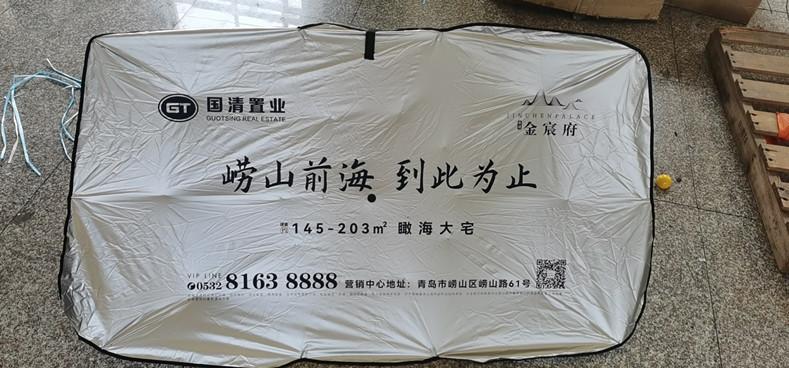 GT 国清置业
GUOTSING REAL ESTATE
JINCHENPALACE
金宸府
崂山前海 到此为止
145-203㎡ 瞰海大宅
VIP LINE
0532 8163 8888 营销中心地址：青岛市崂山区崂山路61号